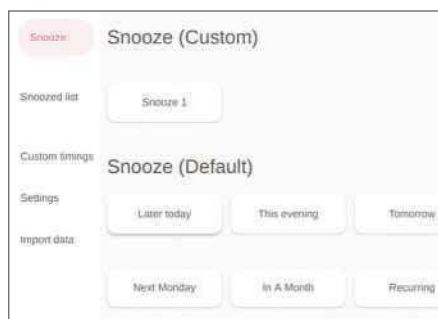 Snooze
Snoozed list
Custom timings
Settings
Import data
Snooze (Custom)
Snooze 1
Snooze (Default)
Later today
This evening
Tomorrow
Next Monday
In A Month
Recurring